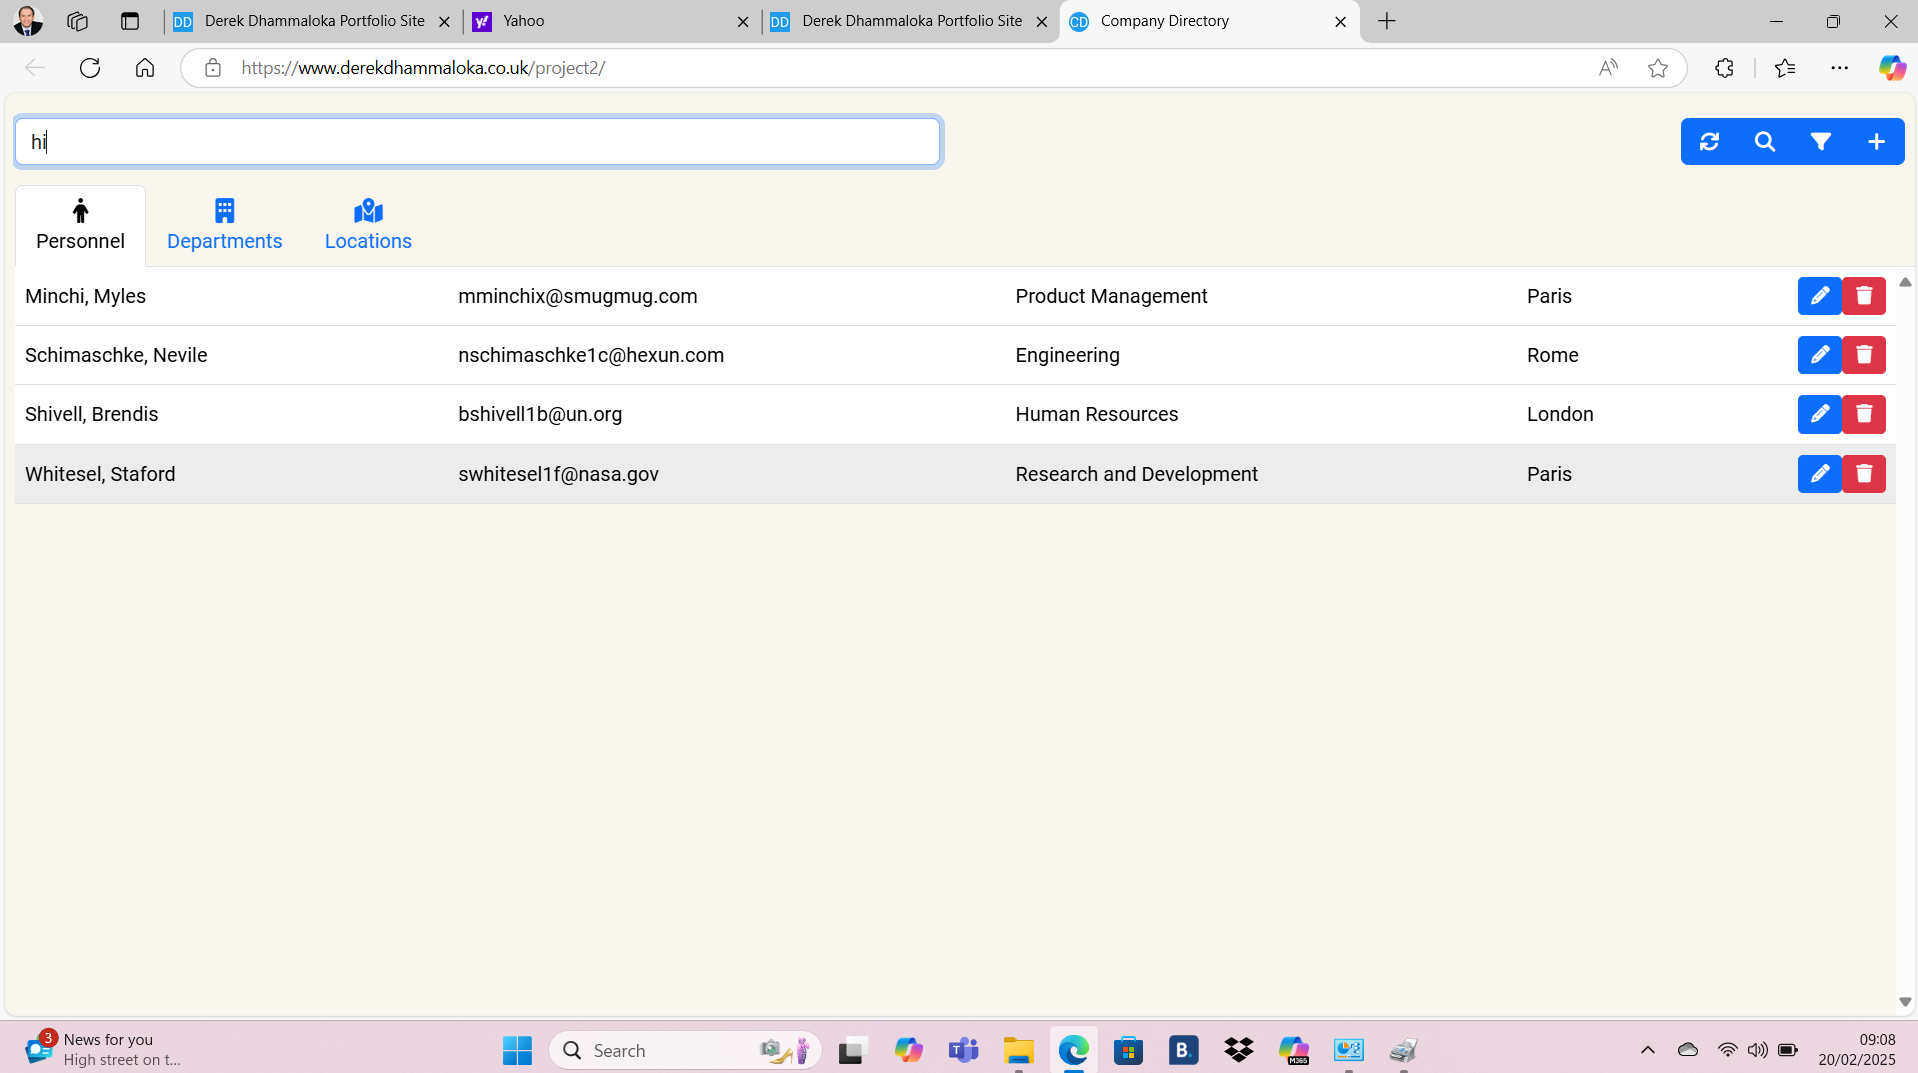 DD Derek Dhammaloka Portfolio Site
y! Yahoo
DD Derek Dhammaloka Portfolio Site
CD Company Directory
https://www.derekdhammaloka.co.uk/project2/
hi
Personnel Departments Locations
Minchi, Myles mminchix@smugmug.com Product Management Paris
Schimaschke, Nevile nschimaschke1c@hexun.com Engineering Rome
Shivell, Brendis bshivell1b@un.org Human Resources London
Whitesel, Staford swhitesel1f@nasa.gov Research and Development Paris
3 News for you
High street on t...
Search
T
B.
M365
09:08
20/02/2025